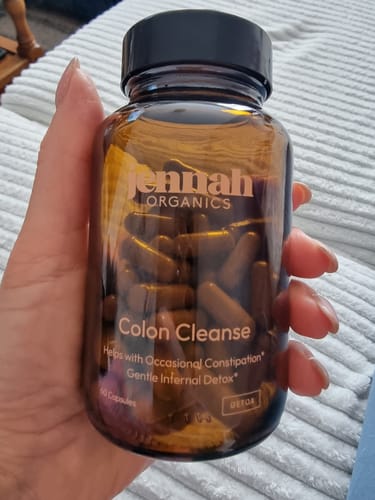 jennah
ORGANICS
Colon Cleanse
Helps with Occasional Constipation*
Gentle Internal Detox*
60 Capsules
DETOX